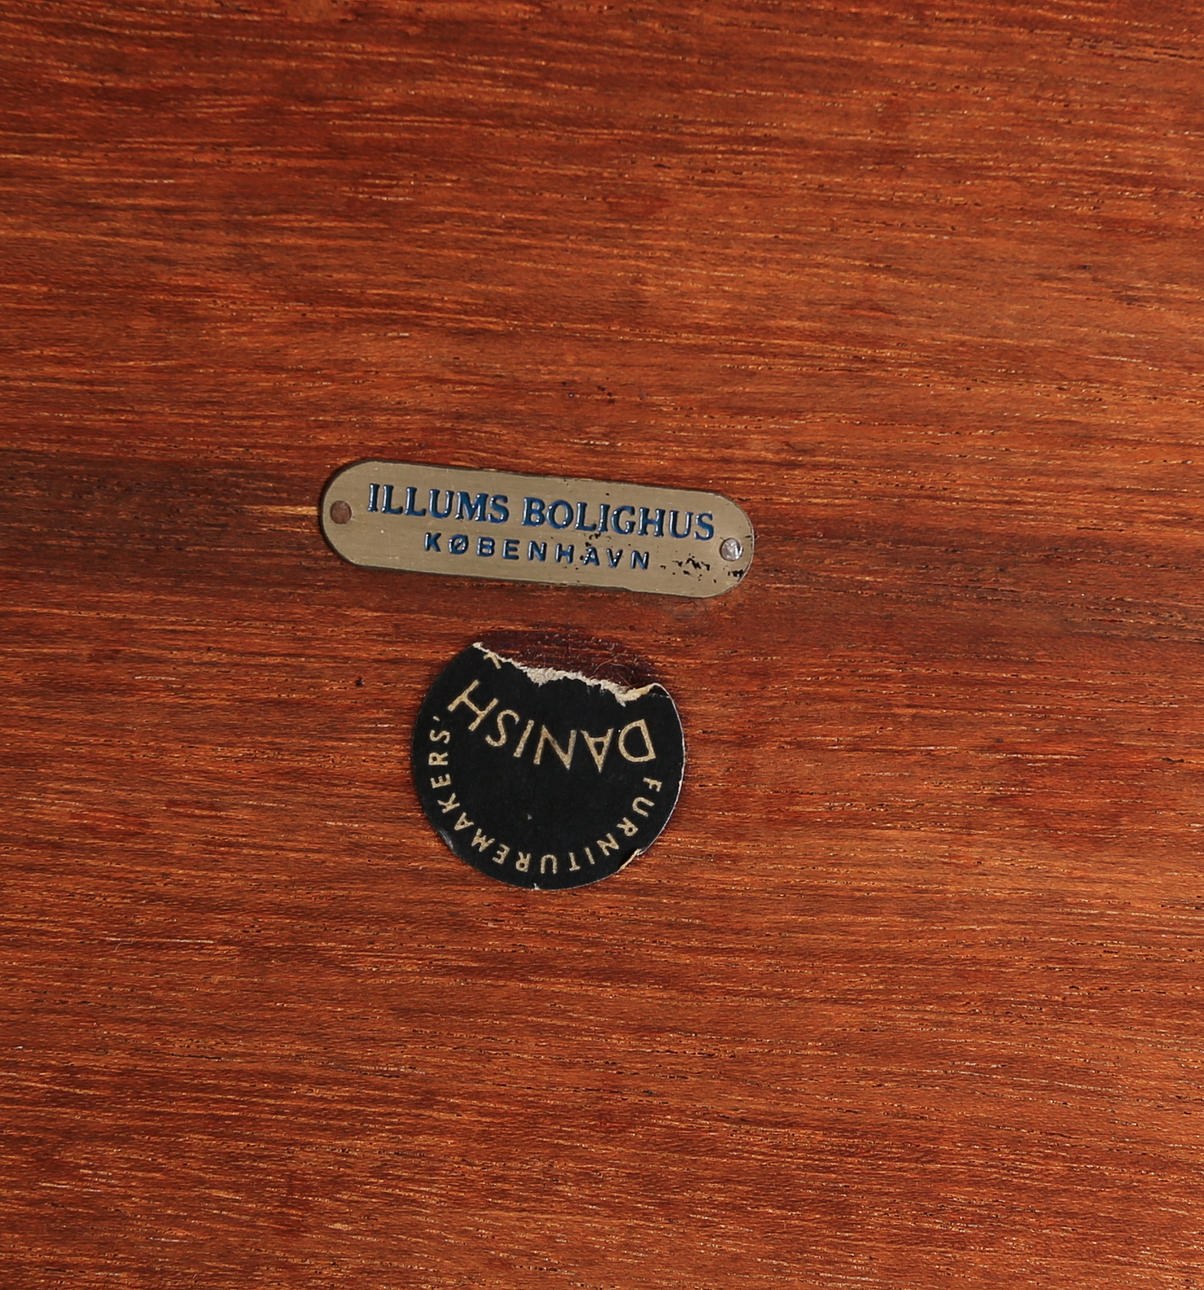 ILLUMS BOLIGHUS
KØBENHAVN
FURNITUREMAKERS'
DANISH